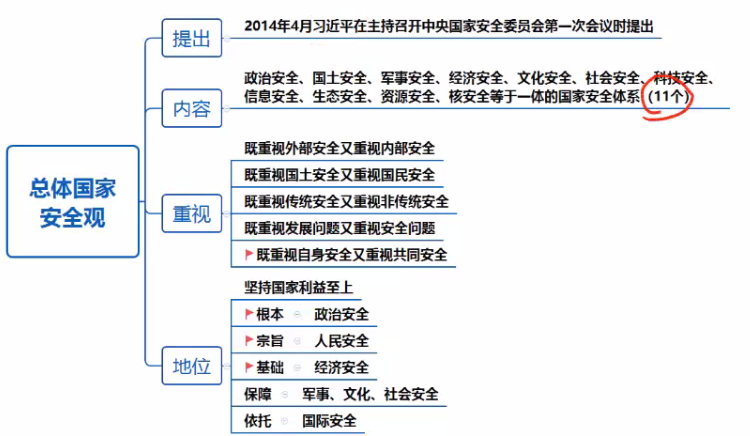 总体国家
安全观
提出
2014年4月习近平在主持召开中央国家安全委员会第一次会议时提出
内容
政治安全、国土安全、军事安全、经济安全、文化安全、社会安全、科技安全、
信息安全、生态安全、资源安全、核安全等于一体的国家安全体系（11个）
重视
既重视外部安全又重视内部安全
既重视国土安全又重视国民安全
既重视传统安全又重视非传统安全
既重视发展问题又重视安全问题
既重视自身安全又重视共同安全
地位
坚持国家利益至上
根本 政治安全
宗旨 人民安全
基础 经济安全
保障 军事、文化、社会安全
依托 国际安全